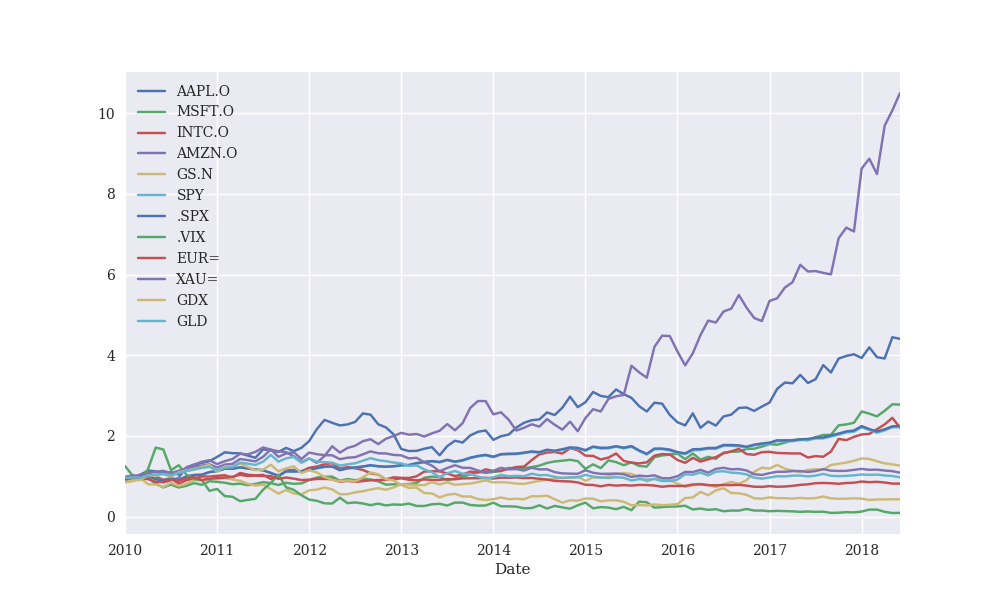 AAPL.O
MSFT.O
INTC.O
AMZN.O
GS.N
SPY
.SPX
.VIX
EUR=
XAU=
GDX
GLD
10
8
6
4
2
0
2010 2011 2012 2013 2014 2015 2016 2017 2018
Date